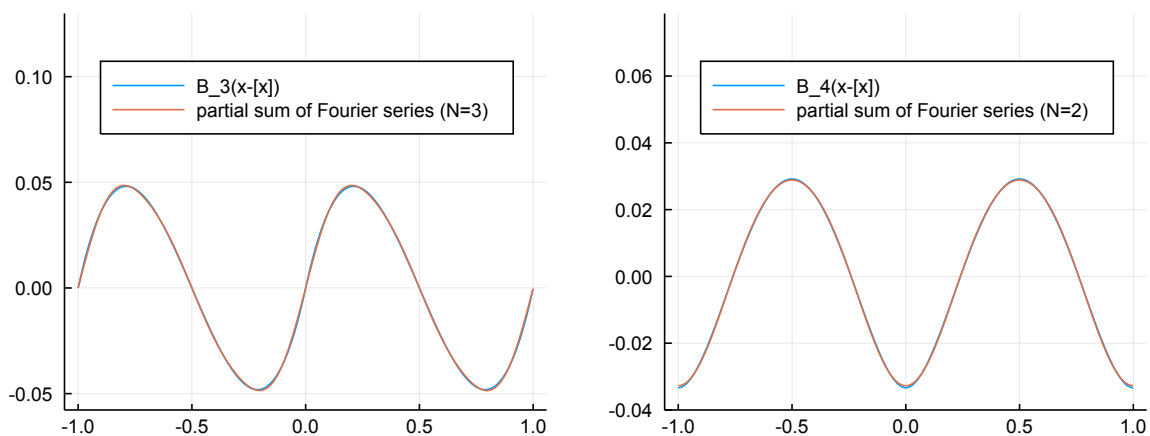 0.10
0.05
0.00
-0.05
-1.0 -0.5 0.0 0.5 1.0
B_3(x-[x])
partial sum of Fourier series (N=3)
0.06
0.04
0.02
0.00
-0.02
-0.04
-1.0 -0.5 0.0 0.5 1.0
B_4(x-[x])
partial sum of Fourier series (N=2)